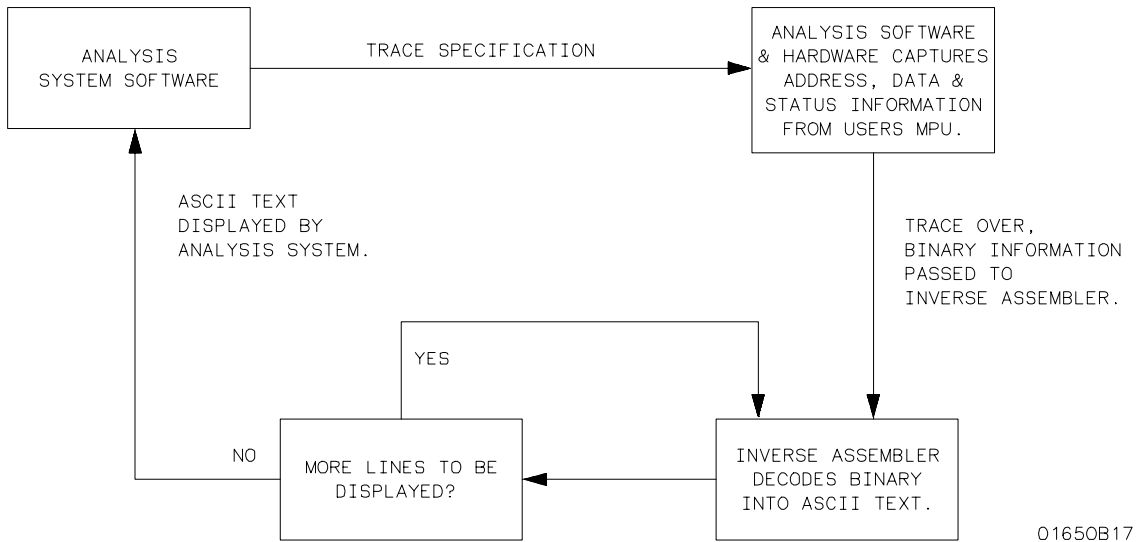 ANALYSIS
SYSTEM SOFTWARE
TRACE SPECIFICATION
ANALYSIS SOFTWARE
& HARDWARE CAPTURES
ADDRESS, DATA &
STATUS INFORMATION
FROM USERS MPU.
ASCII TEXT
DISPLAYED BY
ANALYSIS SYSTEM.
TRACE OVER,
BINARY INFORMATION
PASSED TO
INVERSE ASSEMBLER.
YES
NO
MORE LINES TO BE
DISPLAYED?
INVERSE ASSEMBLER
DECODES BINARY
INTO ASCII TEXT.
01650B17